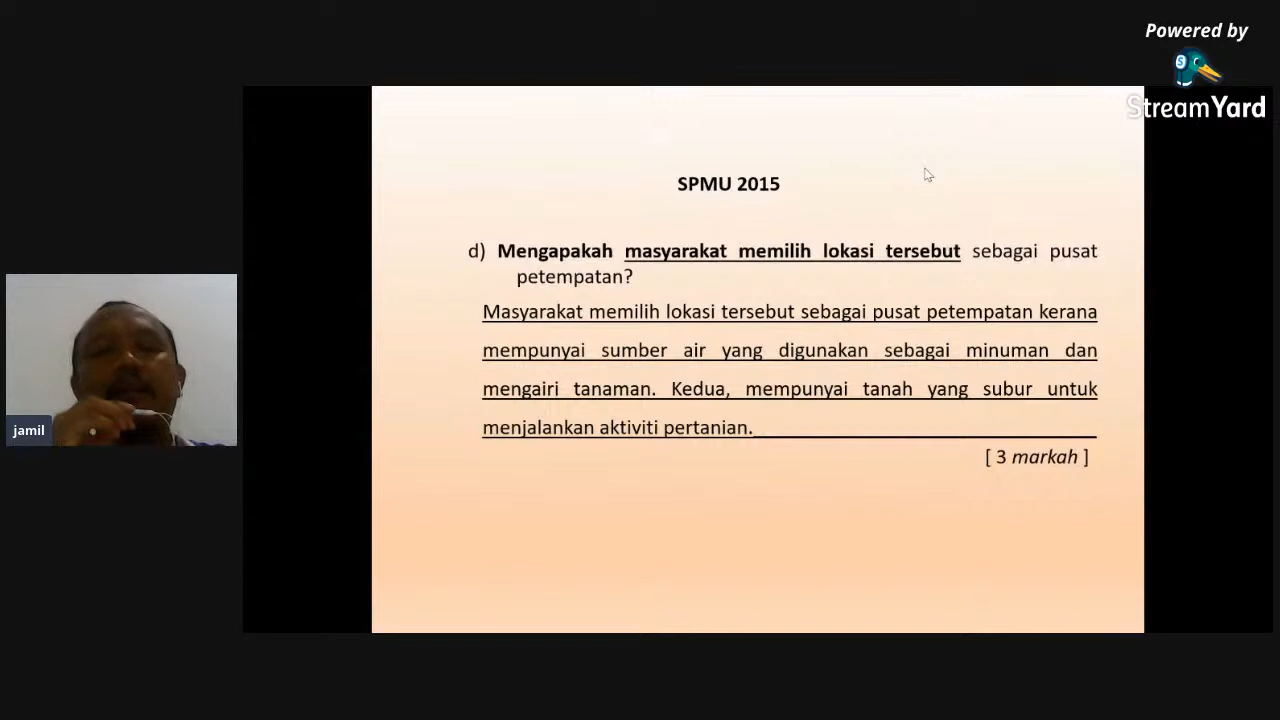 Powered by
StreamYard
SPMU 2015
d) Mengapakah masyarakat memilih lokasi tersebut sebagai pusat
petempatan?
Masyarakat memilih lokasi tersebut sebagai pusat petempatan kerana
mempunyai sumber air yang digunakan sebagai minuman dan
mengairi tanaman. Kedua, mempunyai tanah yang subur untuk
menjalankan aktiviti pertanian.
[ 3 markah ]
jamil